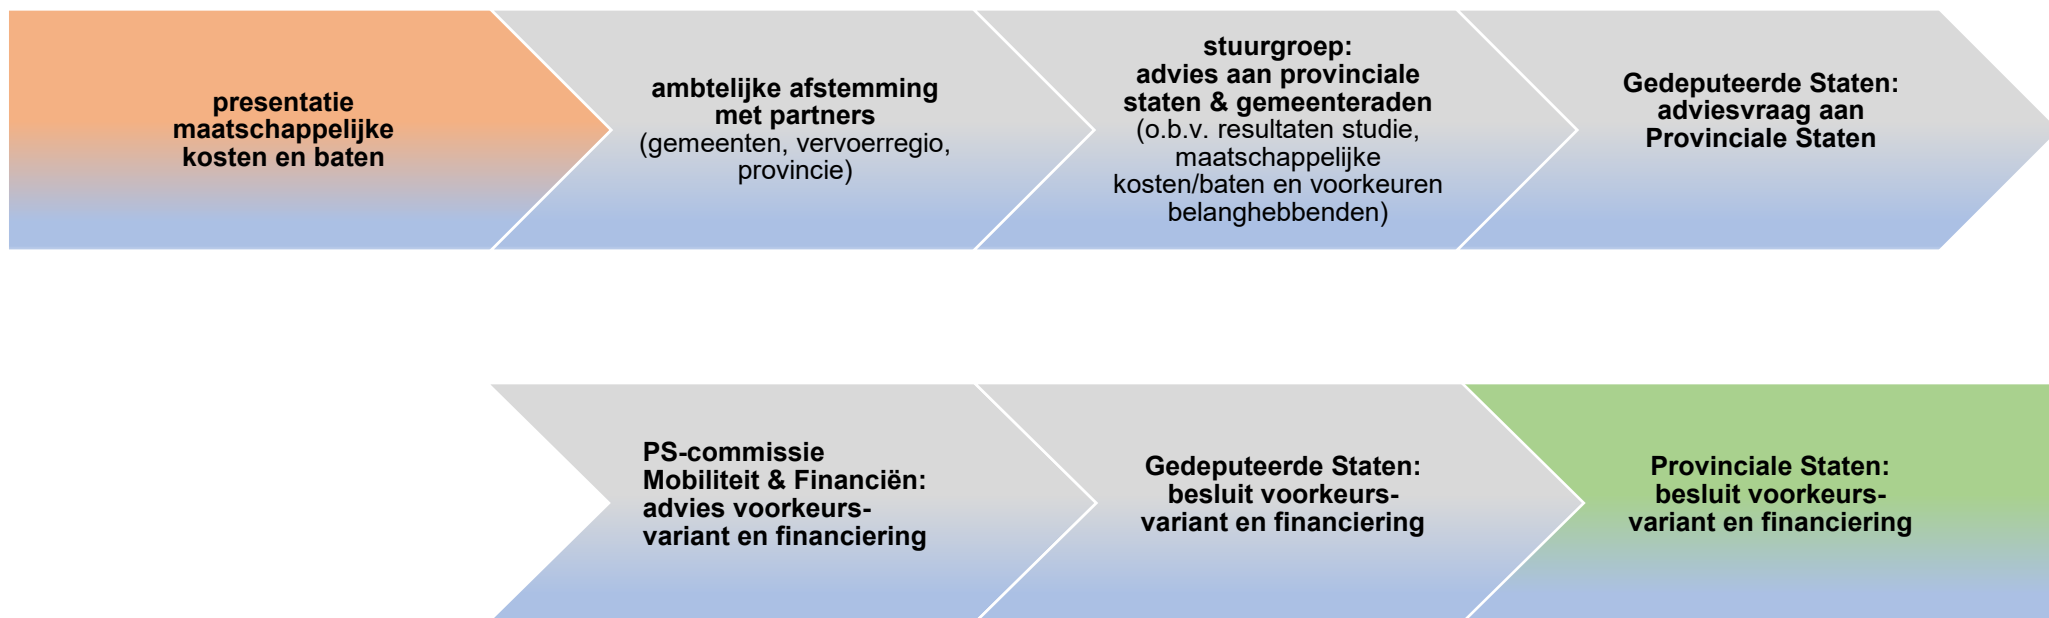 presentatie
maatschappelijke
kosten en baten
ambtelijke afstemming
met partners
(gemeenten, vervoerregio,
provincie)
stuurgroep:
advies aan provinciale
staten & gemeenteraden
(o.b.v. resultaten studie,
maatschappelijke
kosten/baten en voorkeuren
belanghebbenden)
Gedeputeerde Staten:
adviesvraag aan
Provinciale Staten
PS-commissie
Mobiliteit & Financiën:
advies voorkeurs-
variant en financiering
Gedeputeerde Staten:
besluit voorkeurs-
variant en financiering
Provinciale Staten:
besluit voorkeurs-
variant en financiering